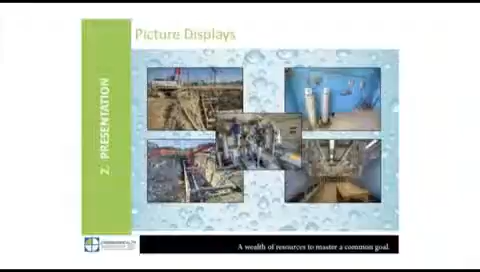 Picture Displays
2. PRESENTATION
A wealth of resources to master a common goal.